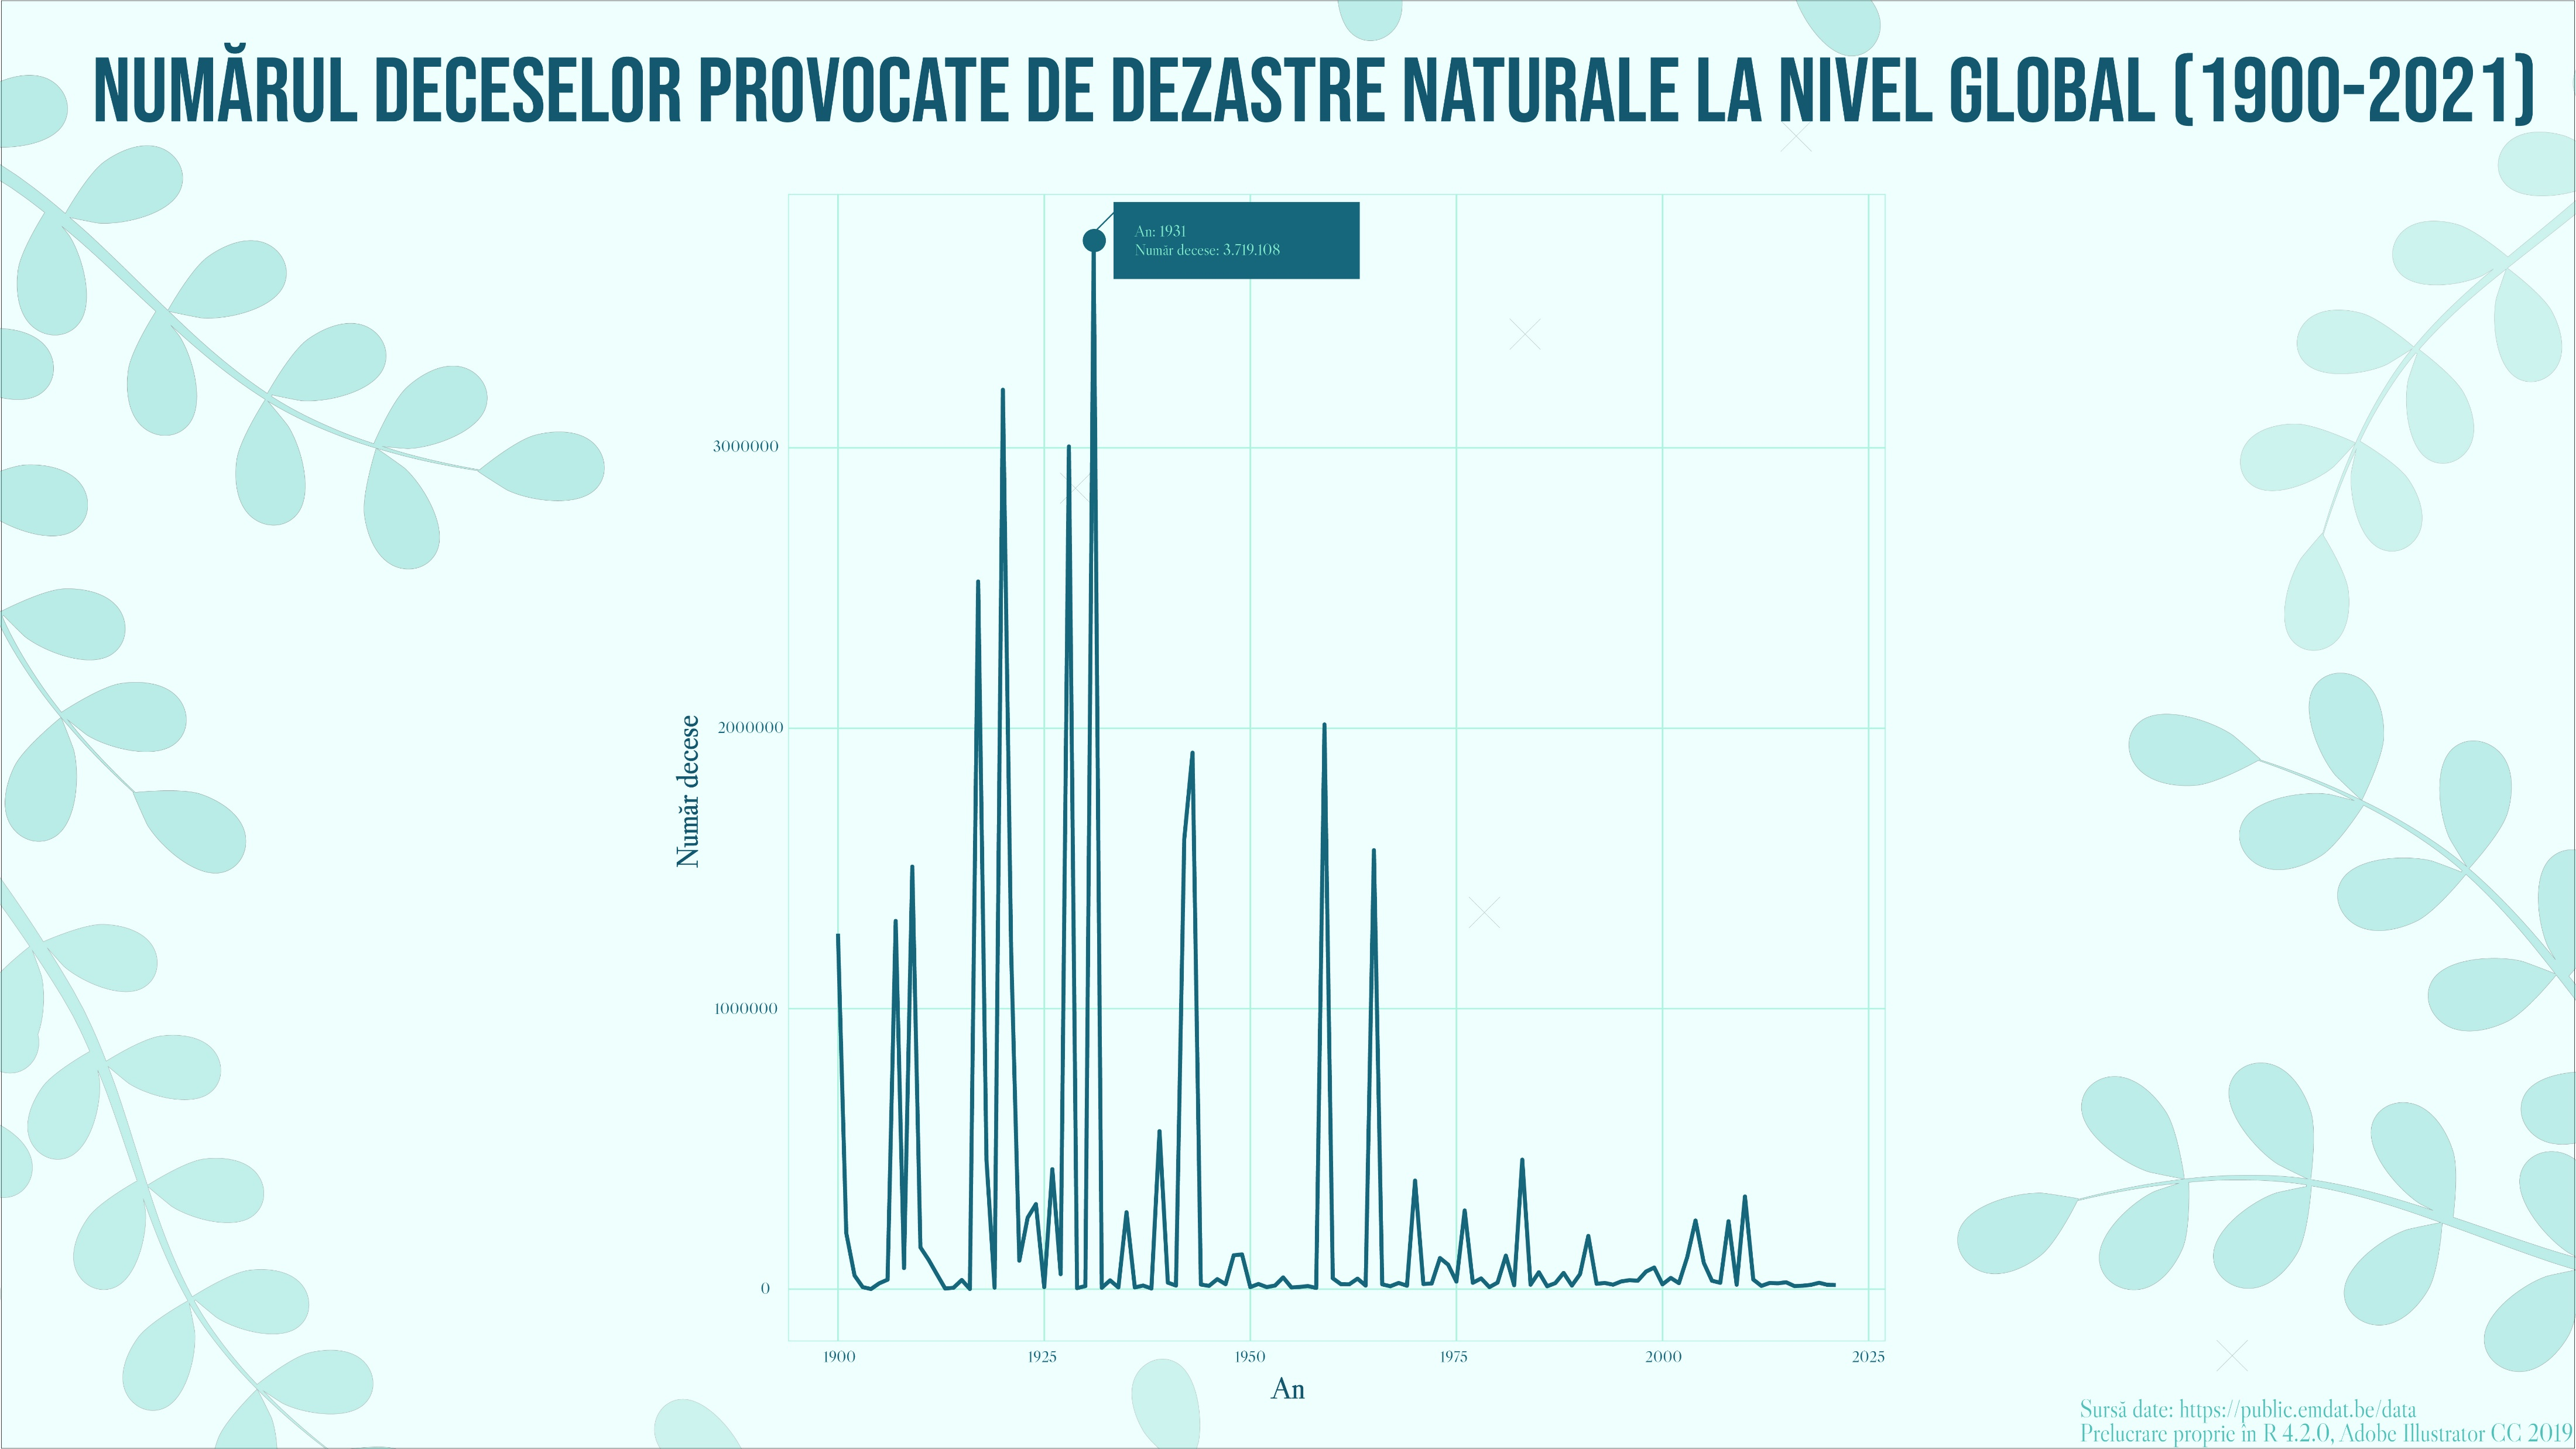 NUMĂRUL DECESELOR PROVOCATE DE DEZASTRE NATURALE LA NIVEL GLOBAL (1900-2021)
An: 1931
Număr decese: 3.719.108
3000000
2000000
Număr decese
1000000
0
1900 1925 1950 1975 2000 2025
An
Sursă date: https://public.emdat.be/data
Prelucrare proprie în R 4.2.0, Adobe Illustrator CC 2019